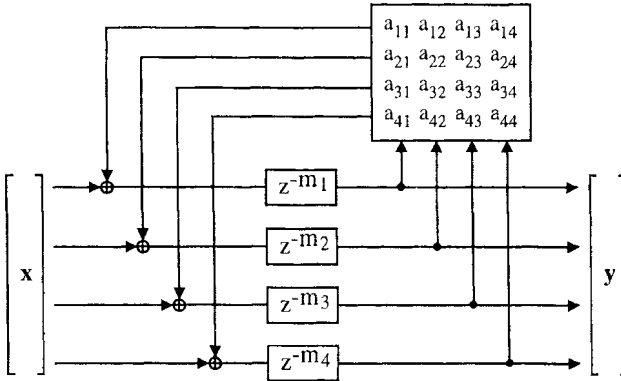 a₁₁ a₁₂ a₁₃ a₁₄
a₂₁ a₂₂ a₂₃ a₂₄
a₃₁ a₃₂ a₃₃ a₃₄
a₄₁ a₄₂ a₄₃ a₄₄
z⁻ᵐ1
z⁻ᵐ2
x
y
z⁻ᵐ3
z⁻ᵐ4